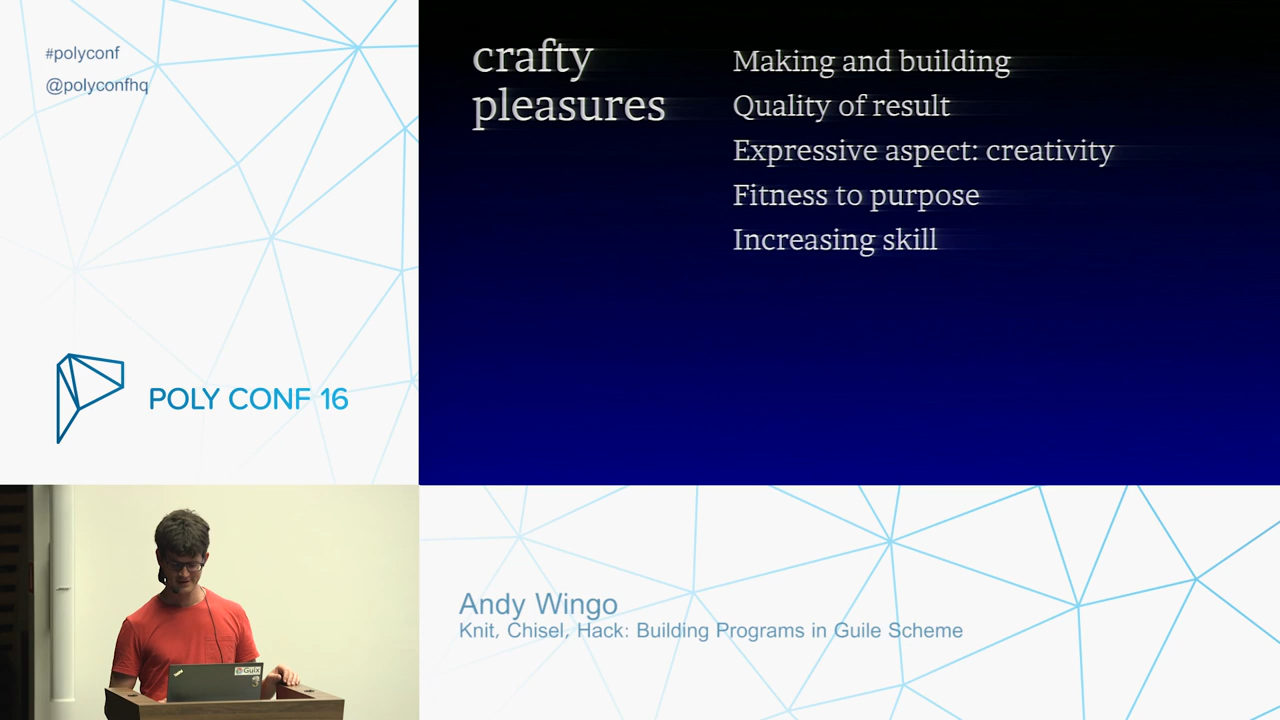 #polyconf
@polyconfhq
POLY CONF 16
crafty
pleasures
Making and building
Quality of result
Expressive aspect: creativity
Fitness to purpose
Increasing skill
Andy Wingo
Knit, Chisel, Hack: Building Programs in Guile Scheme
Guix